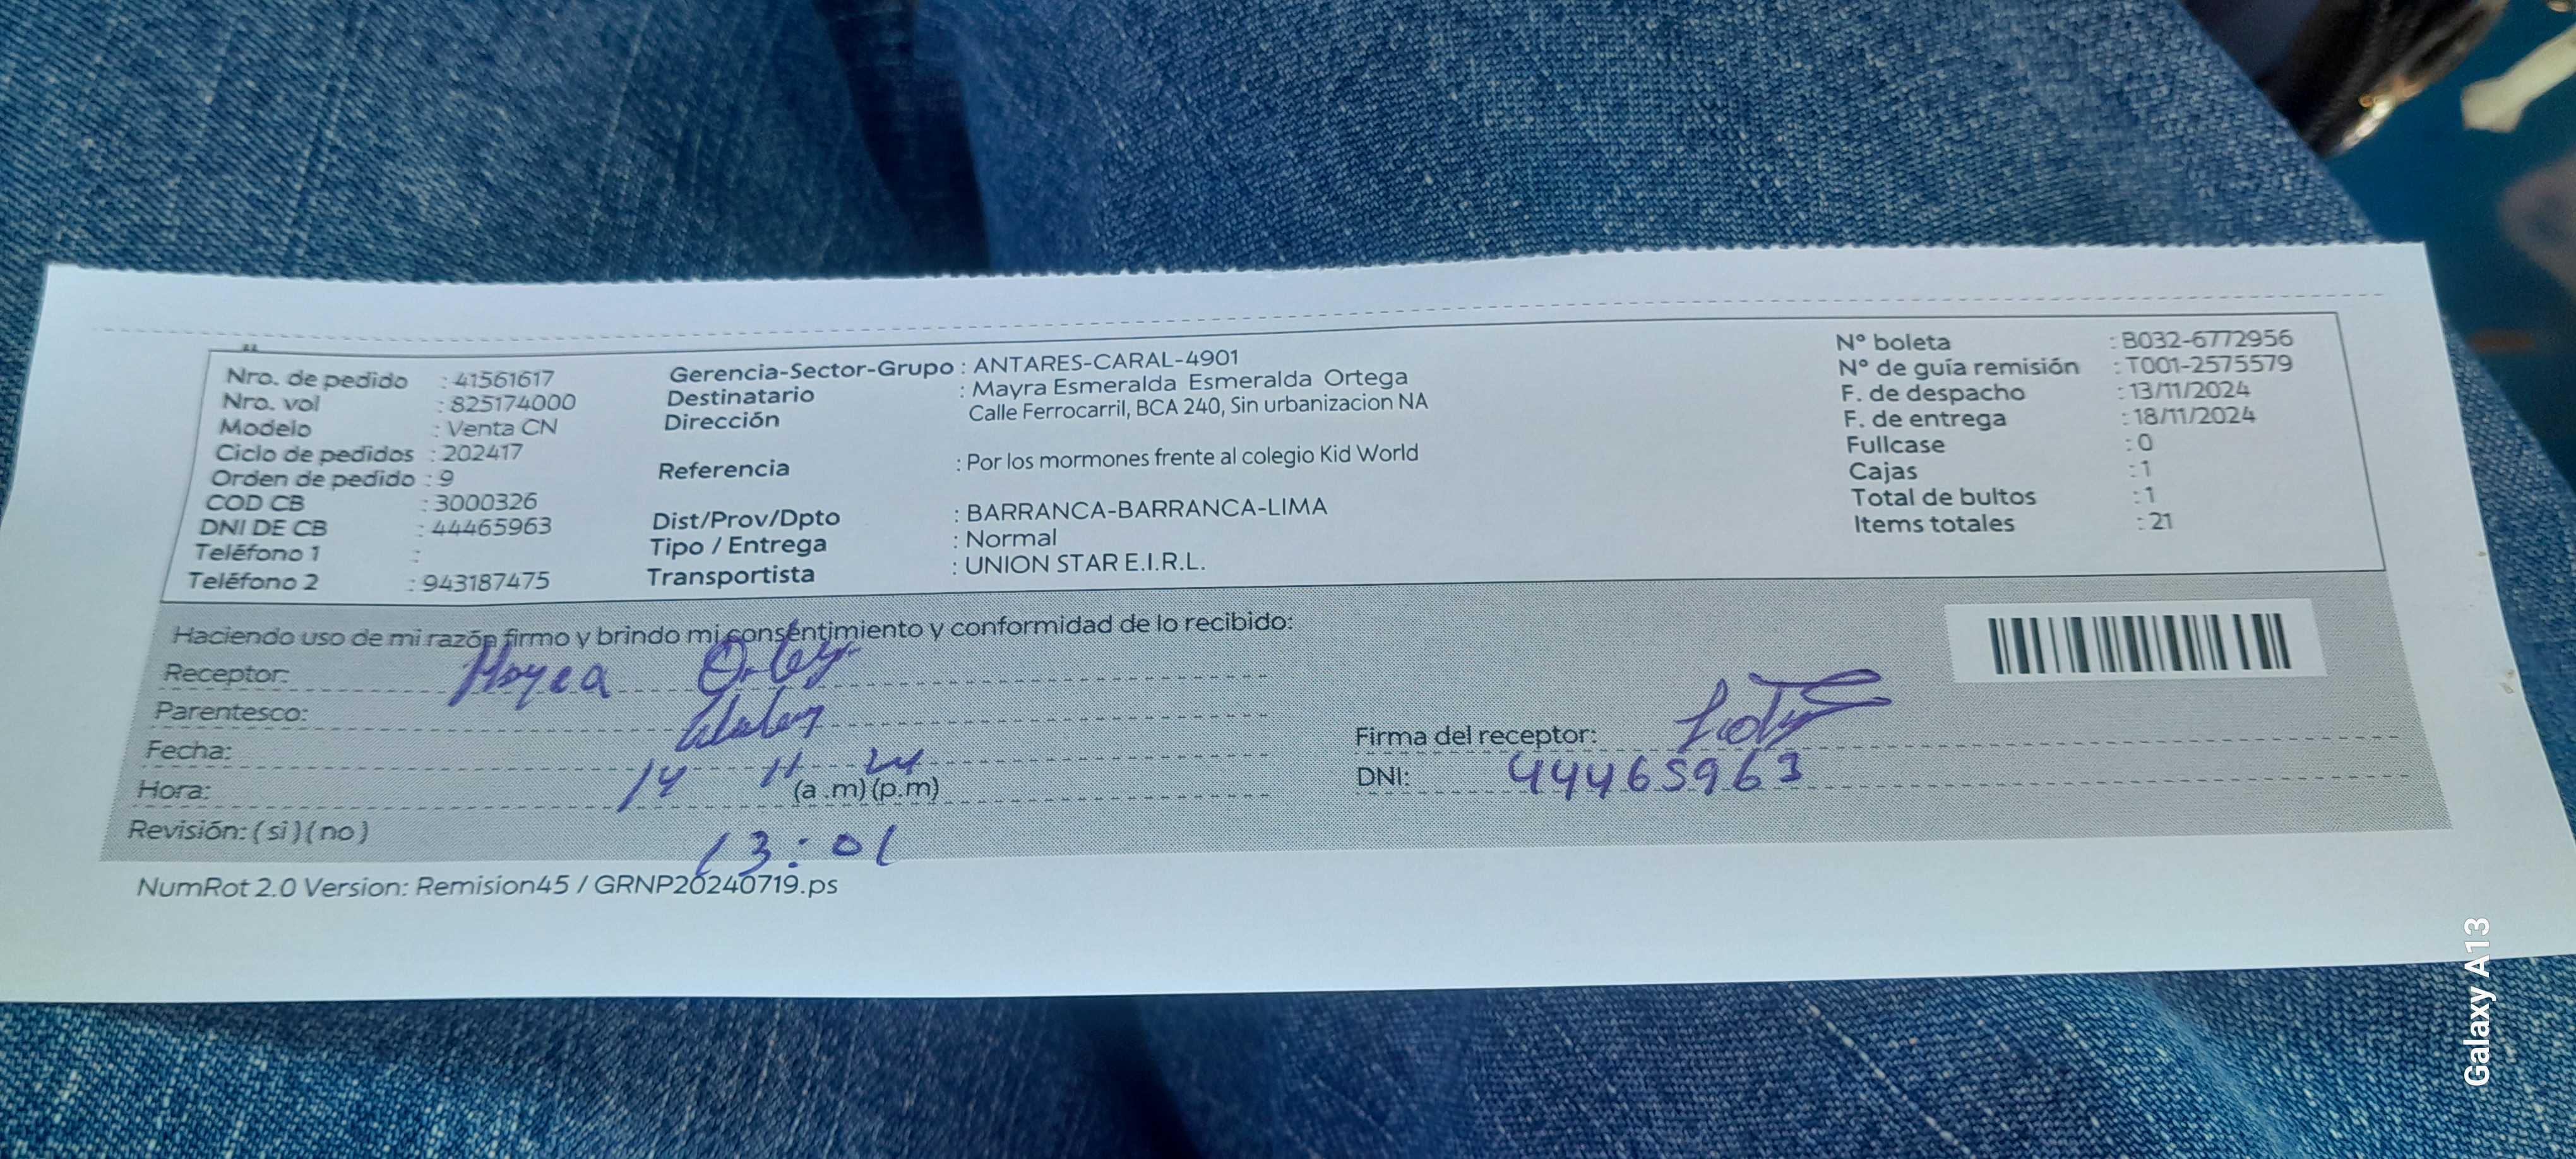 Nro. de pedido : 41561617
Nro. vol : 825174000
Modelo : Venta CN
Ciclo de pedidos : 202417
Orden de pedido : 9
COD CB : 3000326
DNI DE CB : 44465963
Teléfono 1 :
Teléfono 2 : 943187475
Gerencia-Sector-Grupo : ANTARES-CARAL-4901
Destinatario : Mayra Esmeralda Esmeralda Ortega
Dirección Calle Ferrocarril, BCA 240, Sin urbanizacion NA
Referencia : Por los mormones frente al colegio Kid World
Dist/Prov/Dpto : BARRANCA-BARRANCA-LIMA
Tipo / Entrega : Normal
Transportista : UNION STAR E.I.R.L.
N° boleta : B032-6772956
N° de guía remisión : T001-2575579
F. de despacho : 13/11/2024
F. de entrega : 18/11/2024
Fullcase : 0
Cajas : 1
Total de bultos : 1
Items totales : 21
Haciendo uso de mi razón firmo y brindo mi consentimiento y conformidad de lo recibido:
Receptor:
Parentesco:
Fecha: 14 11 24
Hora: (a .m) (p.m)
Revisión: ( si ) ( no ) 13:01
Firma del receptor:
DNI: 44465963
NumRot 2.0 Version: Remision45 / GRNP20240719.ps
Galaxy A13